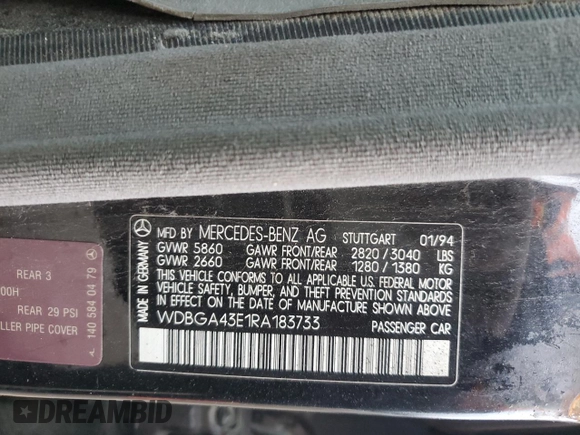 MFD BY MERCEDES-BENZ AG STUTTGART 01/94
GVWR 5860 GAWR FRONT/REAR 2820/3040 LBS
GVWR 2660 GAWR FRONT/REAR 1280/1380 KG
THIS VEHICLE CONFORMS TO ALL APPLICABLE U.S. FEDERAL MOTOR
VEHICLE SAFETY, BUMPER, AND THEFT PREVENTION STANDARDS
IN EFFECT ON THE DATE OF MANUFACTURE SHOWN ABOVE
WDBGA43E1RA183733 PASSENGER CAR
MADE IN GERMANY
REAR 3
00H
REAR 29 PSI
LLER PIPE COVER
140 584 04 79
DREAMBID